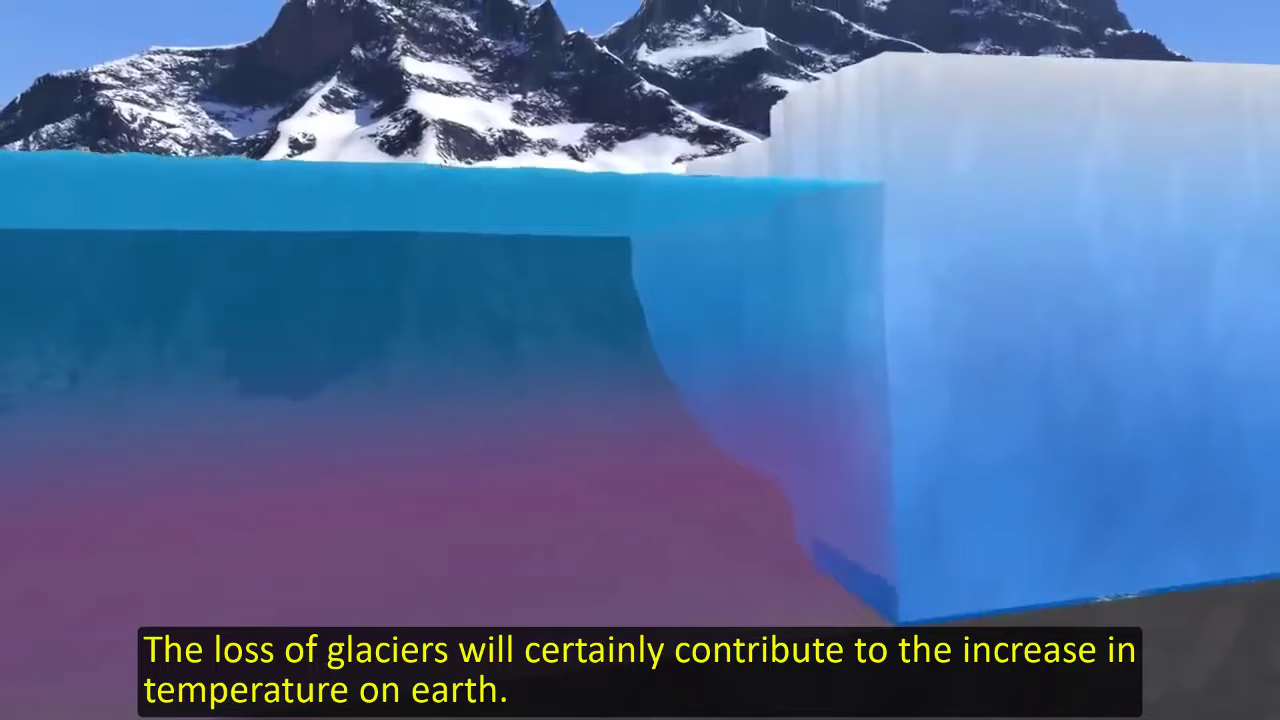 The loss of glaciers will certainly contribute to the increase in
temperature on earth.